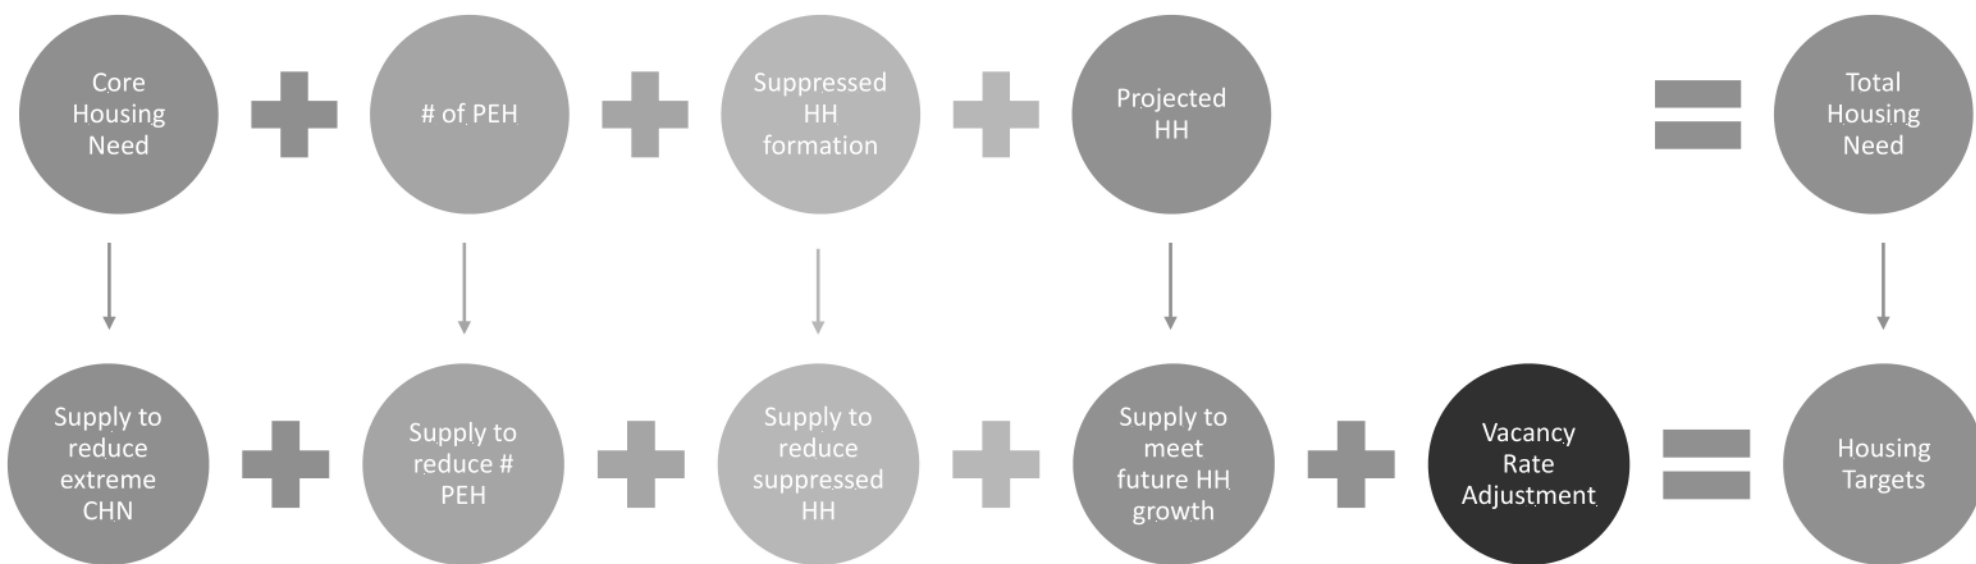 Core
Housing
Need
# of PEH
Suppressed
HH
formation
Projected
HH
Total
Housing
Need
Supply to
reduce
extreme
CHN
Supply to
reduce #
PEH
Supply to
reduce
suppressed
HH
Supply to
meet
future HH
growth
Vacancy
Rate
Adjustment
Housing
Targets